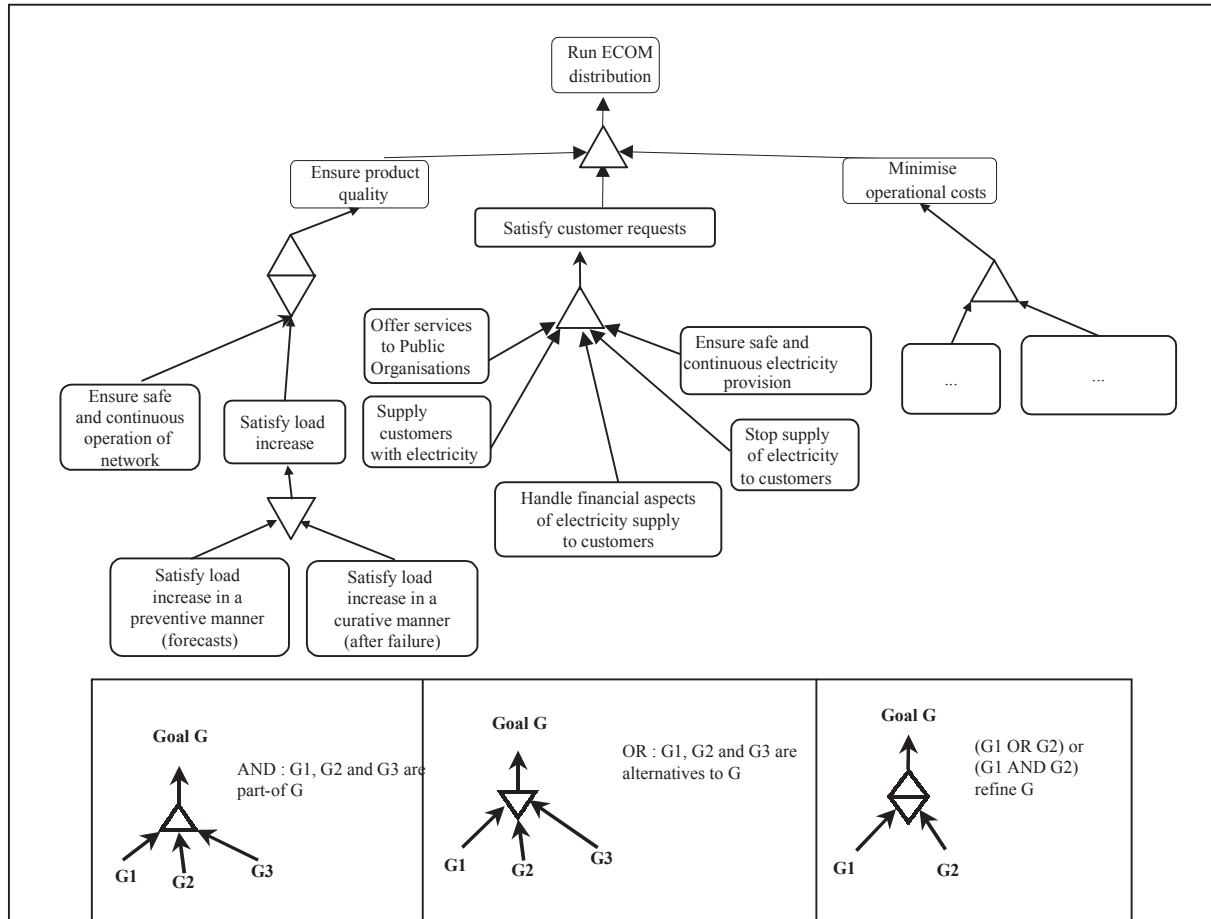 Run ECOM
distribution
Ensure product
quality
Minimise
operational costs
Satisfy customer requests
Offer services
to Public
Organisations
Ensure safe and
continuous electricity
provision
...
...
Ensure safe
and continuous
operation of
network
Satisfy load
increase
Supply
customers
with electricity
Stop supply
of electricity
to customers
Handle financial aspects
of electricity supply
to customers
Satisfy load
increase in a
preventive manner
(forecasts)
Satisfy load
increase in a
curative manner
(after failure)
Goal G
AND : G1, G2 and G3 are
part-of G
G1
G2
G3
Goal G
OR : G1, G2 and G3 are
alternatives to G
G1
G2
G3
Goal G
(G1 OR G2) or
(G1 AND G2)
refine G
G1
G2